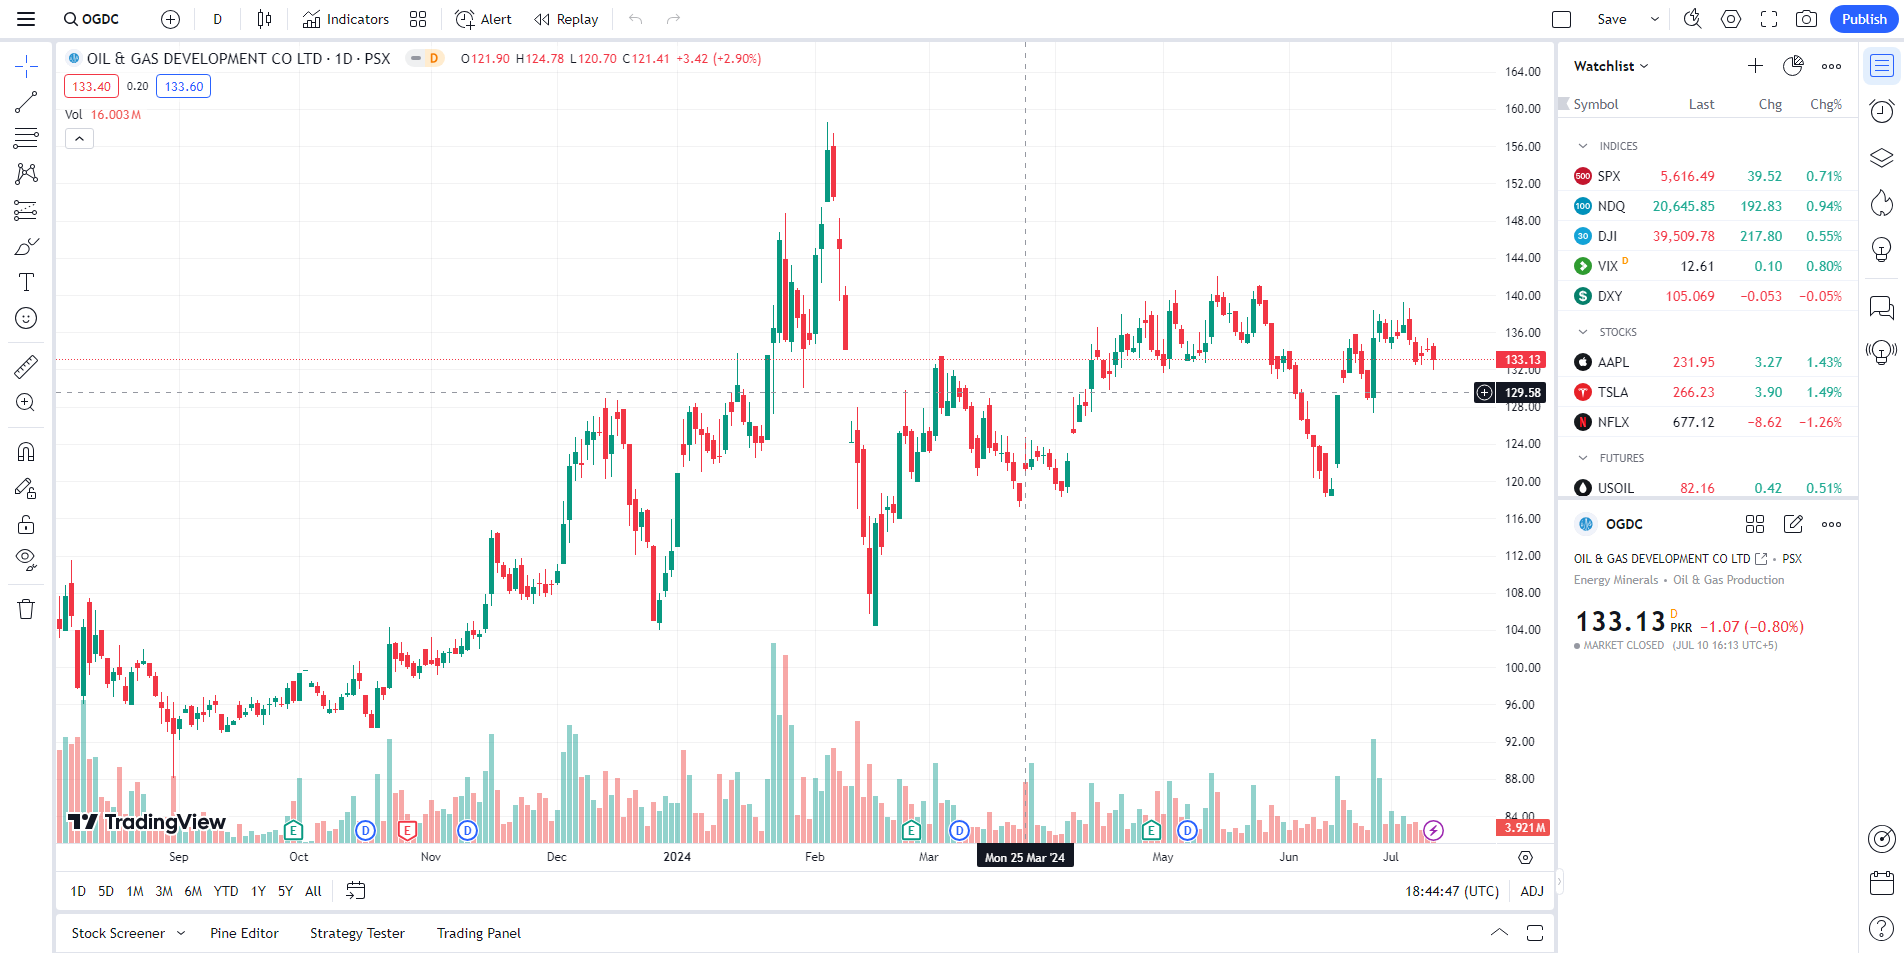 OGDC D Indicators Alert Replay Save Publish
OIL & GAS DEVELOPMENT CO LTD · 1D · PSX D O121.90 H124.78 L120.70 C121.41 +3.42 (+2.90%)
133.40 0.20 133.60
Vol 16.003M
164.00
160.00
156.00
152.00
148.00
144.00
140.00
136.00
133.13
132.00
129.58
128.00
124.00
120.00
116.00
112.00
108.00
104.00
100.00
96.00
92.00
88.00
84.00
3.921M
TradingView
E D E D E D E D
Sep Oct Nov Dec 2024 Feb Mar Mon 25 Mar '24 May Jun Jul
1D 5D 1M 3M 6M YTD 1Y 5Y All 18:44:47 (UTC) ADJ
Stock Screener Pine Editor Strategy Tester Trading Panel
Watchlist
Symbol Last Chg Chg%
INDICES
500 SPX 5,616.49 39.52 0.71%
100 NDQ 20,645.85 192.83 0.94%
30 DJI 39,509.78 217.80 0.55%
VIX D 12.61 0.10 0.80%
DXY 105.069 −0.053 −0.05%
STOCKS
AAPL 231.95 3.27 1.43%
TSLA 266.23 3.90 1.49%
NFLX 677.12 −8.62 −1.26%
FUTURES
USOIL 82.16 0.42 0.51%
OGDC
OIL & GAS DEVELOPMENT CO LTD • PSX
Energy Minerals • Oil & Gas Production
133.13 D PKR −1.07 (−0.80%)
MARKET CLOSED (JUL 10 16:13 UTC+5)